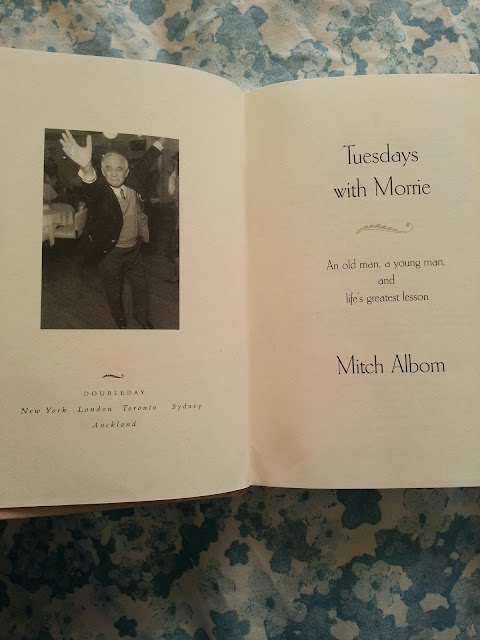 DOUBLEDAY
New York London Toronto Sydney
Auckland
Tuesdays
with Morrie
An old man, a young man,
and
life's greatest lesson
Mitch Albom